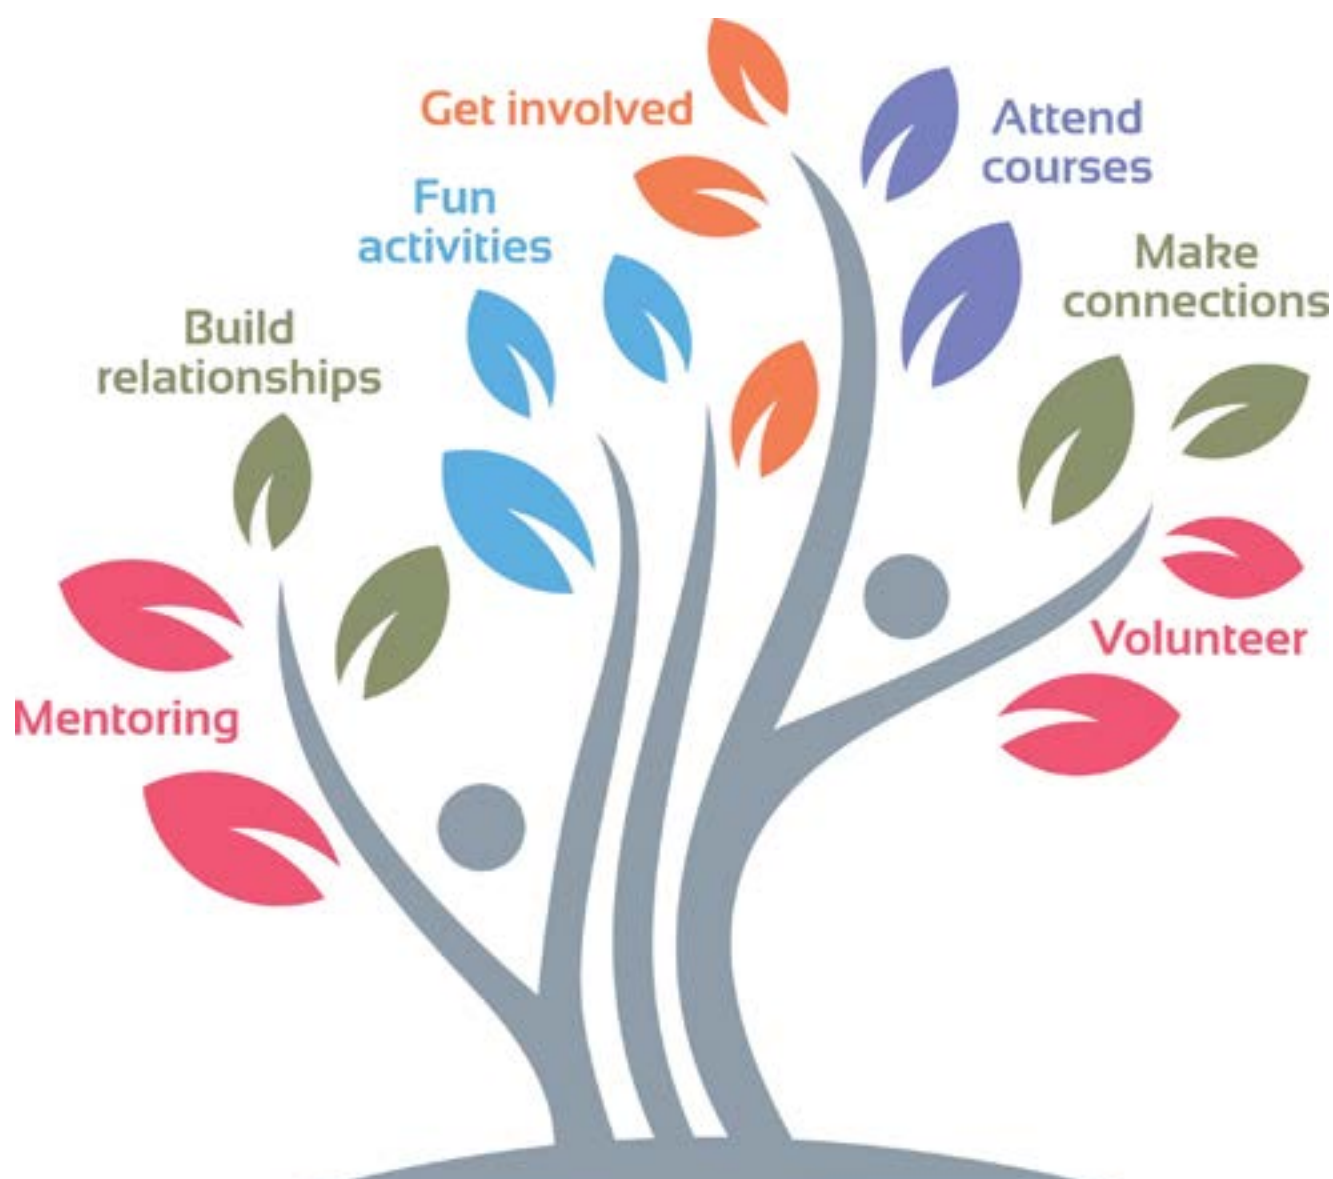 Get involved
Attend
courses
Fun
activities
Make
connections
Build
relationships
Volunteer
Mentoring